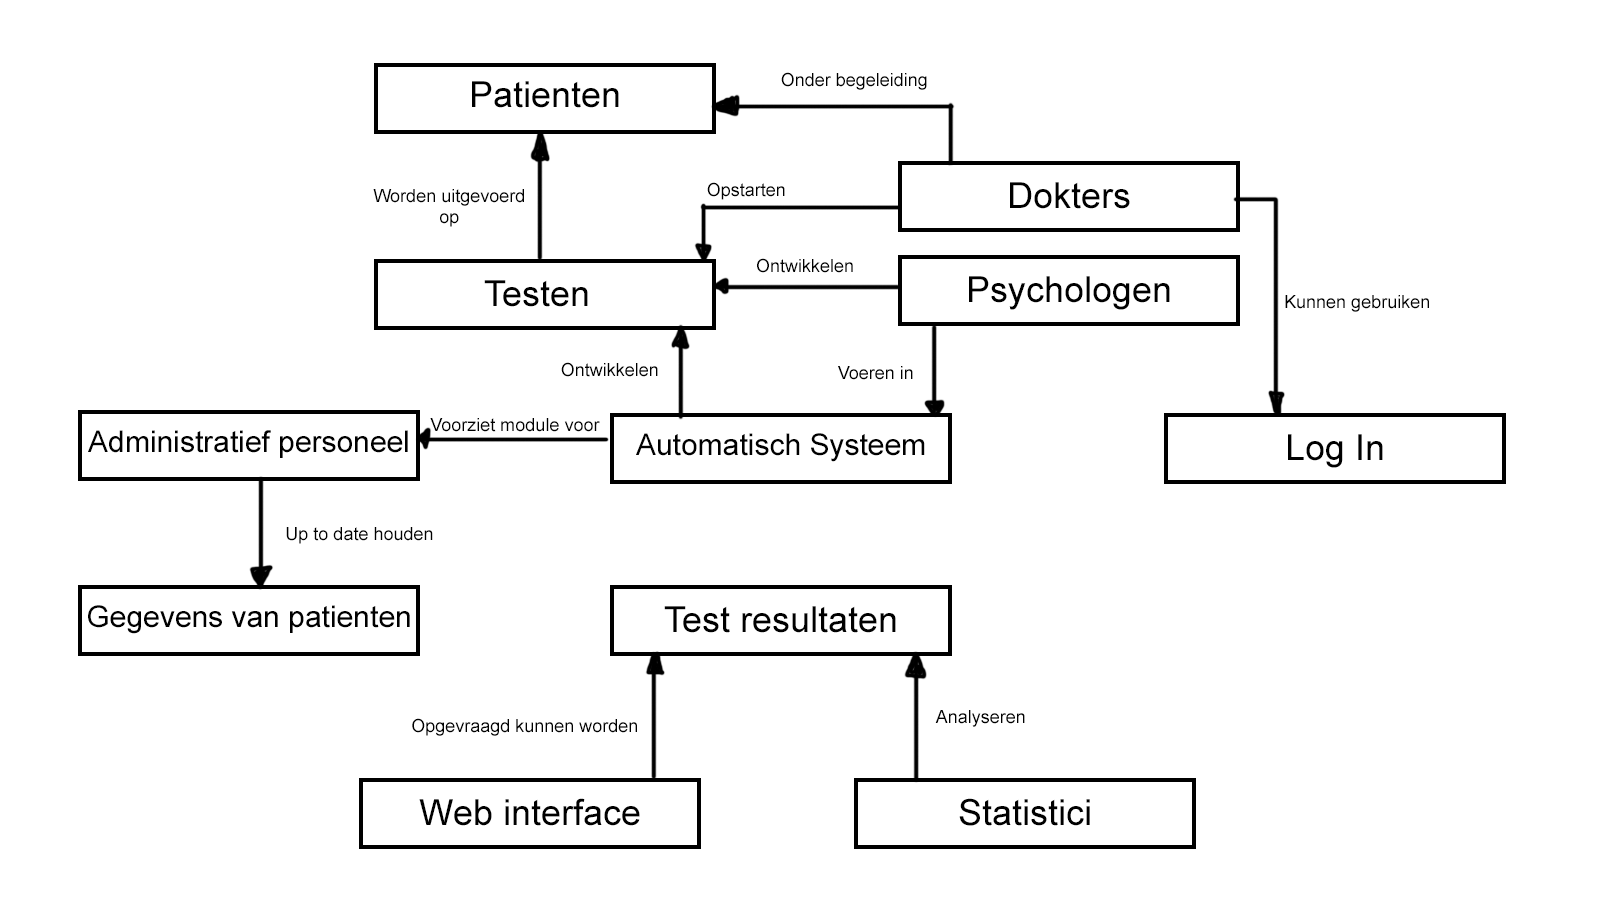 Patienten
Onder begeleiding
Worden uitgevoerd
op
Opstarten
Dokters
Testen
Ontwikkelen
Psychologen
Kunnen gebruiken
Ontwikkelen
Voeren in
Administratief personeel
Voorziet module voor
Automatisch Systeem
Log In
Up to date houden
Gegevens van patienten
Test resultaten
Opgevraagd kunnen worden
Analyseren
Web interface
Statistici